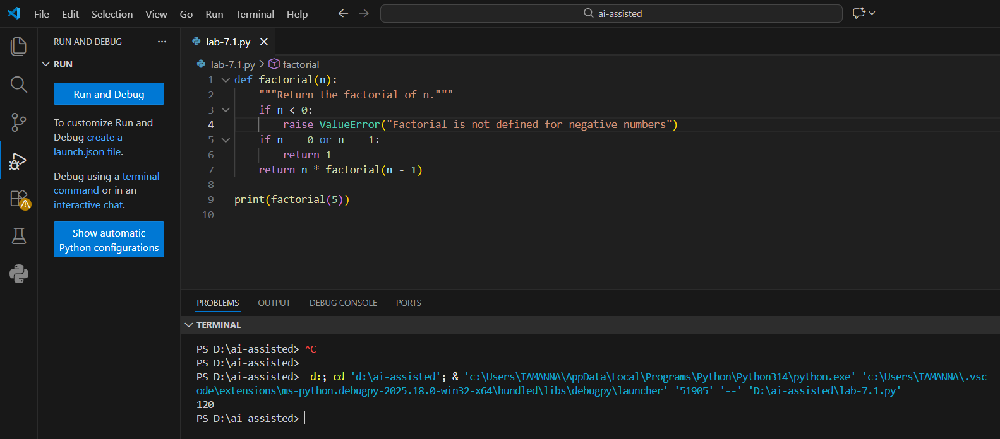 File Edit Selection View Go Run Terminal Help
ai-assisted
RUN AND DEBUG ...
RUN
Run and Debug
To customize Run and
Debug create a
launch.json file.
Debug using a terminal
command or in an
interactive chat.
Show automatic
Python configurations
lab-7.1.py
lab-7.1.py > factorial
1 def factorial(n):
2 """Return the factorial of n."""
3 if n < 0:
4 raise ValueError("Factorial is not defined for negative numbers")
5 if n == 0 or n == 1:
6 return 1
7 return n * factorial(n - 1)
8
9 print(factorial(5))
10
PROBLEMS OUTPUT DEBUG CONSOLE PORTS
TERMINAL
PS D:\ai-assisted> ^C
PS D:\ai-assisted>
PS D:\ai-assisted> d:; cd 'd:\ai-assisted'; & 'c:\Users\TAMANNA\AppData\Local\Programs\Python\Python314\python.exe' 'c:\Users\TAMANNA\.vsc
ode\extensions\ms-python.debugpy-2025.18.0-win32-x64\bundled\libs\debugpy\launcher' '51905' '--' 'D:\ai-assisted\lab-7.1.py'
120
PS D:\ai-assisted>